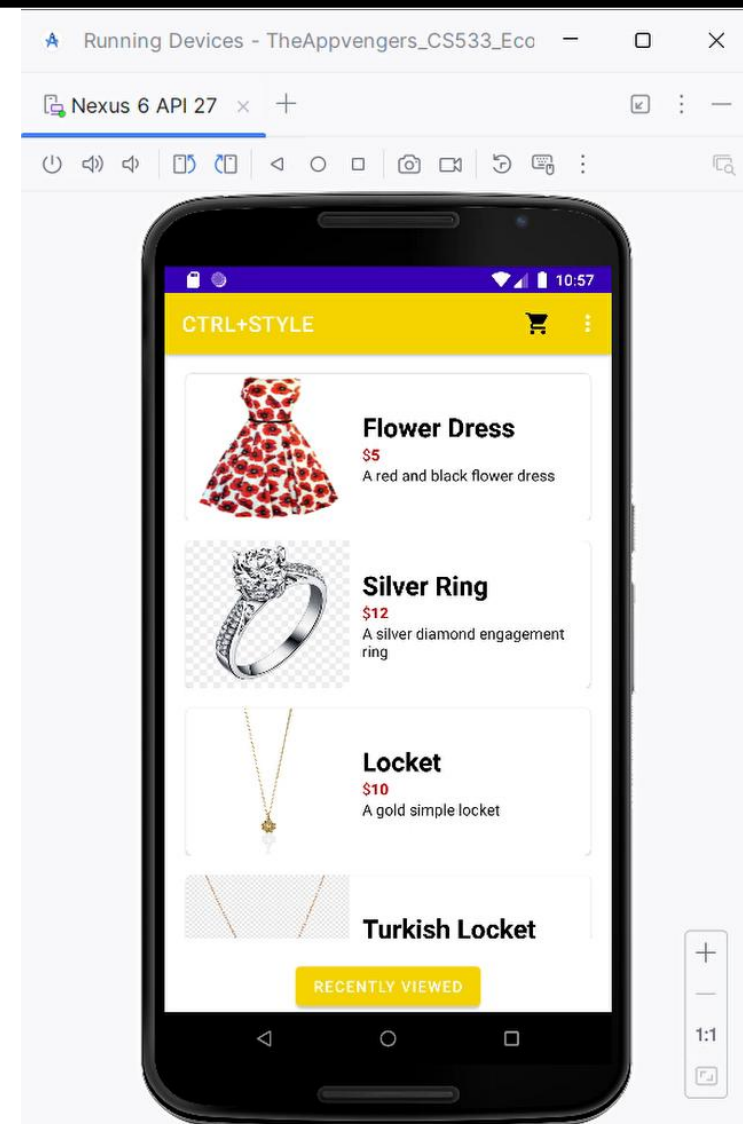 Running Devices - TheAppvengers_CS533_Eco
Nexus 6 API 27
10:57
CTRL+STYLE
Flower Dress
$5
A red and black flower dress
Silver Ring
$12
A silver diamond engagement
ring
Locket
$10
A gold simple locket
Turkish Locket
RECENTLY VIEWED
1:1